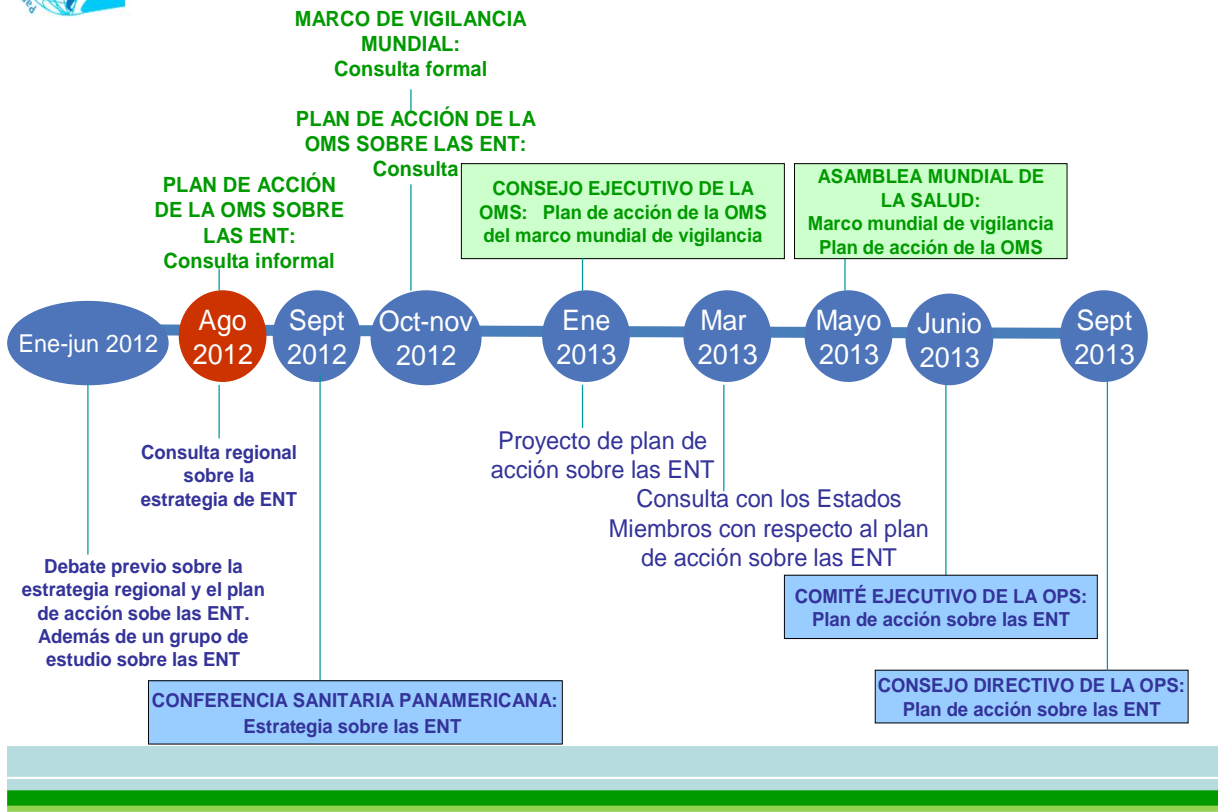 MARCO DE VIGILANCIA
MUNDIAL:
Consulta formal
PLAN DE ACCIÓN DE LA
OMS SOBRE LAS ENT:
Consulta
PLAN DE ACCIÓN
DE LA OMS SOBRE
LAS ENT:
Consulta informal
CONSEJO EJECUTIVO DE LA
OMS: Plan de acción de la OMS
del marco mundial de vigilancia
ASAMBLEA MUNDIAL DE
LA SALUD:
Marco mundial de vigilancia
Plan de acción de la OMS
Ene-jun 2012
Ago
2012
Sept
2012
Oct-nov
2012
Ene
2013
Mar
2013
Mayo
2013
Junio
2013
Sept
2013
Consulta regional
sobre la
estrategia de ENT
Debate previo sobre la
estrategia regional y el plan
de acción sobe las ENT.
Además de un grupo de
estudio sobre las ENT
CONFERENCIA SANITARIA PANAMERICANA:
Estrategia sobre las ENT
Proyecto de plan de
acción sobre las ENT
Consulta con los Estados
Miembros con respecto al plan
de acción sobre las ENT
COMITÉ EJECUTIVO DE LA OPS:
Plan de acción sobre las ENT
CONSEJO DIRECTIVO DE LA OPS:
Plan de acción sobre las ENT